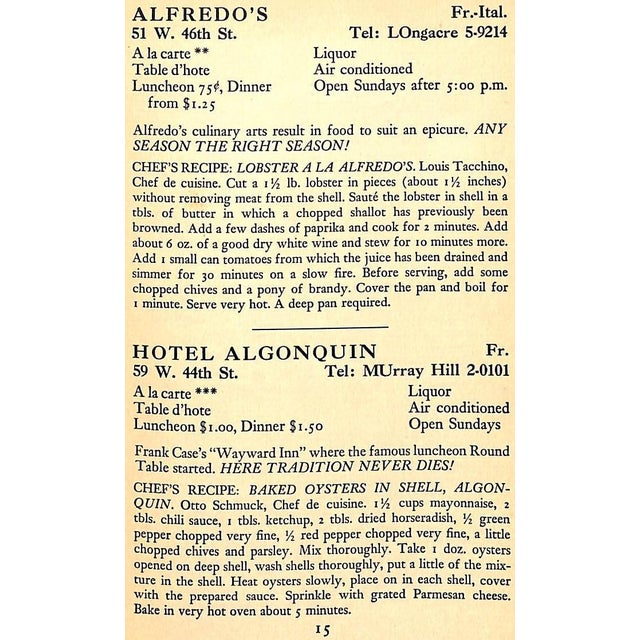 ALFREDO'S Fr.-Ital.
51 W. 46th St. Tel: LOngacre 5-9214
A la carte ** Liquor
Table d'hote Air conditioned
Luncheon 75¢, Dinner Open Sundays after 5:00 p.m.
from $1.25
Alfredo's culinary arts result in food to suit an epicure. ANY
SEASON THE RIGHT SEASON!
CHEF'S RECIPE: LOBSTER A LA ALFREDO'S. Louis Tacchino,
Chef de cuisine. Cut a 1½ lb. lobster in pieces (about 1½ inches)
without removing meat from the shell. Sauté the lobster in shell in a
tbls. of butter in which a chopped shallot has previously been
browned. Add a few dashes of paprika and cook for 2 minutes. Add
about 6 oz. of a good dry white wine and stew for 10 minutes more.
Add 1 small can tomatoes from which the juice has been drained and
simmer for 30 minutes on a slow fire. Before serving, add some
chopped chives and a pony of brandy. Cover the pan and boil for
1 minute. Serve very hot. A deep pan required.
HOTEL ALGONQUIN Fr.
59 W. 44th St. Tel: MUrray Hill 2-0101
A la carte *** Liquor
Table d'hote Air conditioned
Luncheon $1.00, Dinner $1.50 Open Sundays
Frank Case's "Wayward Inn" where the famous luncheon Round
Table started. HERE TRADITION NEVER DIES!
CHEF'S RECIPE: BAKED OYSTERS IN SHELL, ALGON-
QUIN. Otto Schmuck, Chef de cuisine. 1½ cups mayonnaise, 2
tbls. chili sauce, 1 tbls. ketchup, 2 tbls. dried horseradish, ½ green
pepper chopped very fine, ½ red pepper chopped very fine, a little
chopped chives and parsley. Mix thoroughly. Take 1 doz. oysters
opened on deep shell, wash shells thoroughly, put a little of the mix-
ture in the shell. Heat oysters slowly, place on in each shell, cover
with the prepared sauce. Sprinkle with grated Parmesan cheese.
Bake in very hot oven about 5 minutes.
15